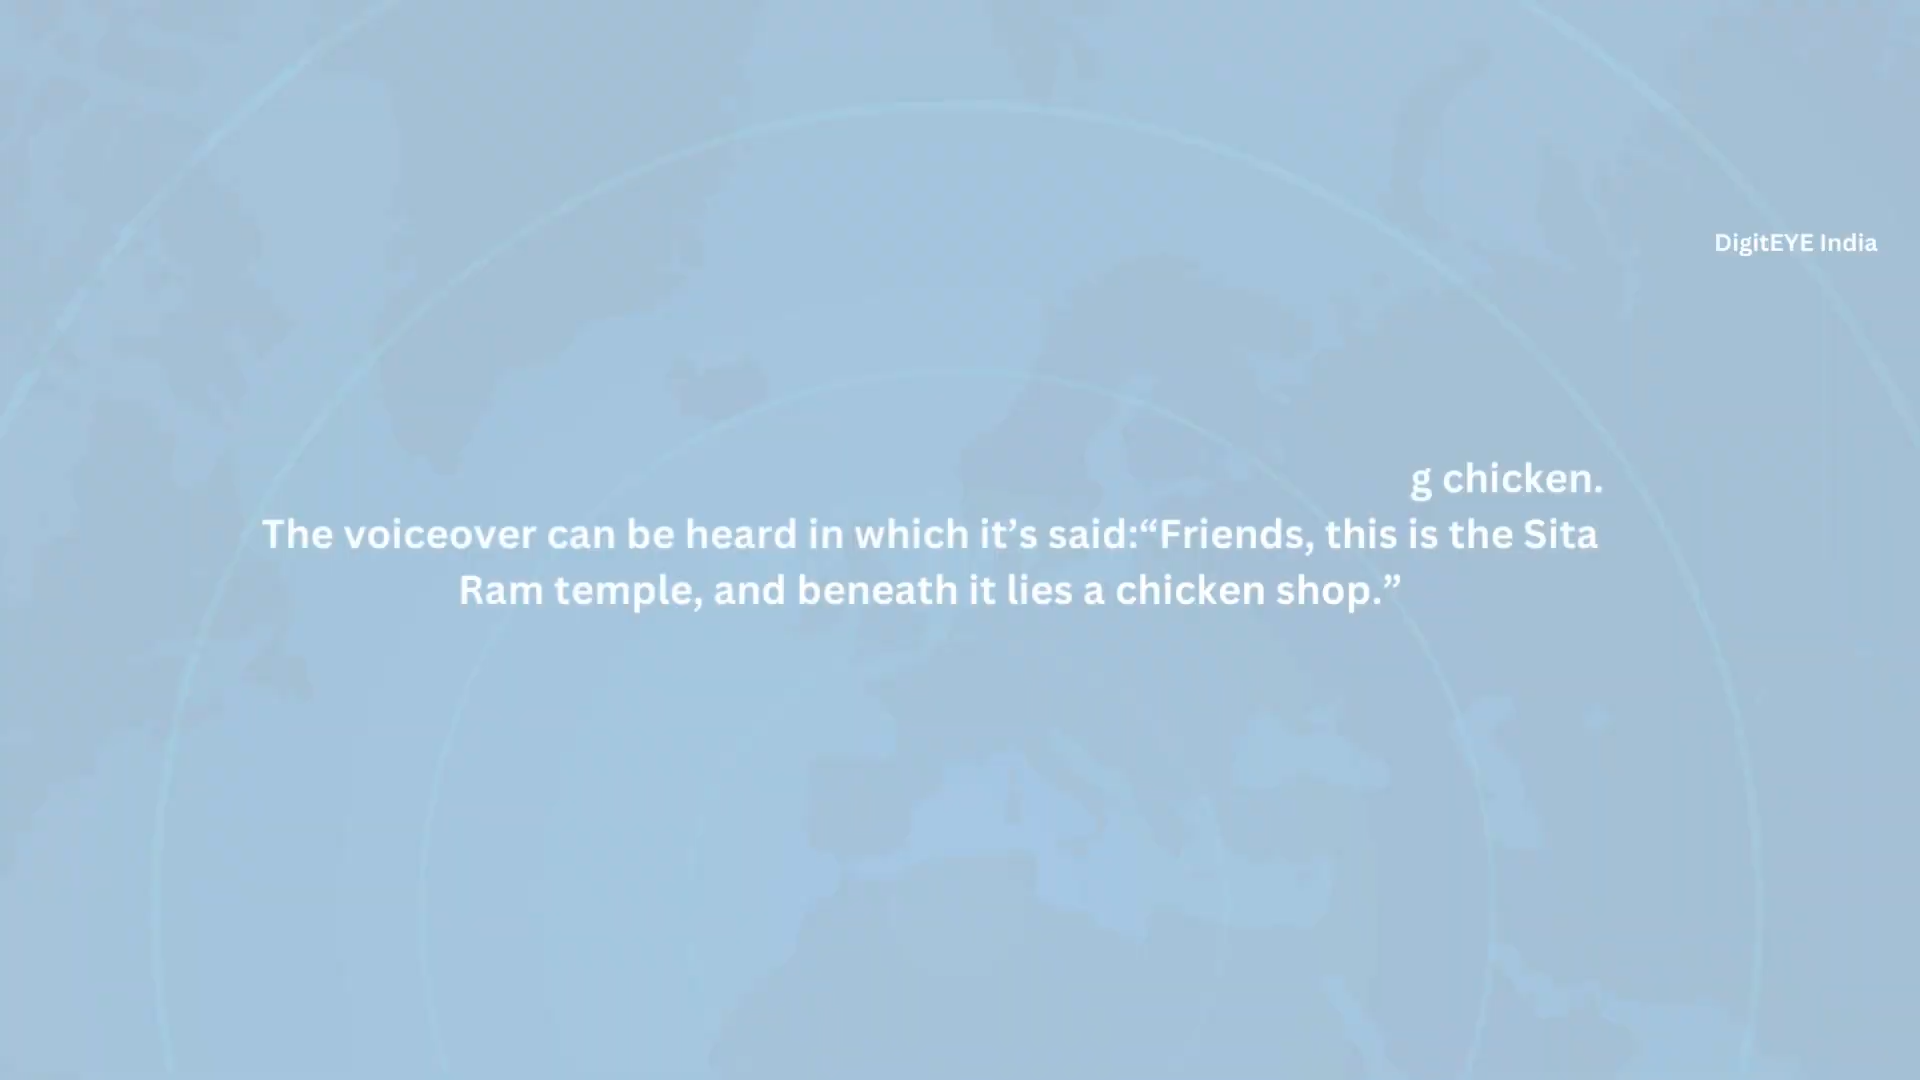 DigitEYE India
g chicken.
The voiceover can be heard in which it’s said:“Friends, this is the Sita
Ram temple, and beneath it lies a chicken shop.”